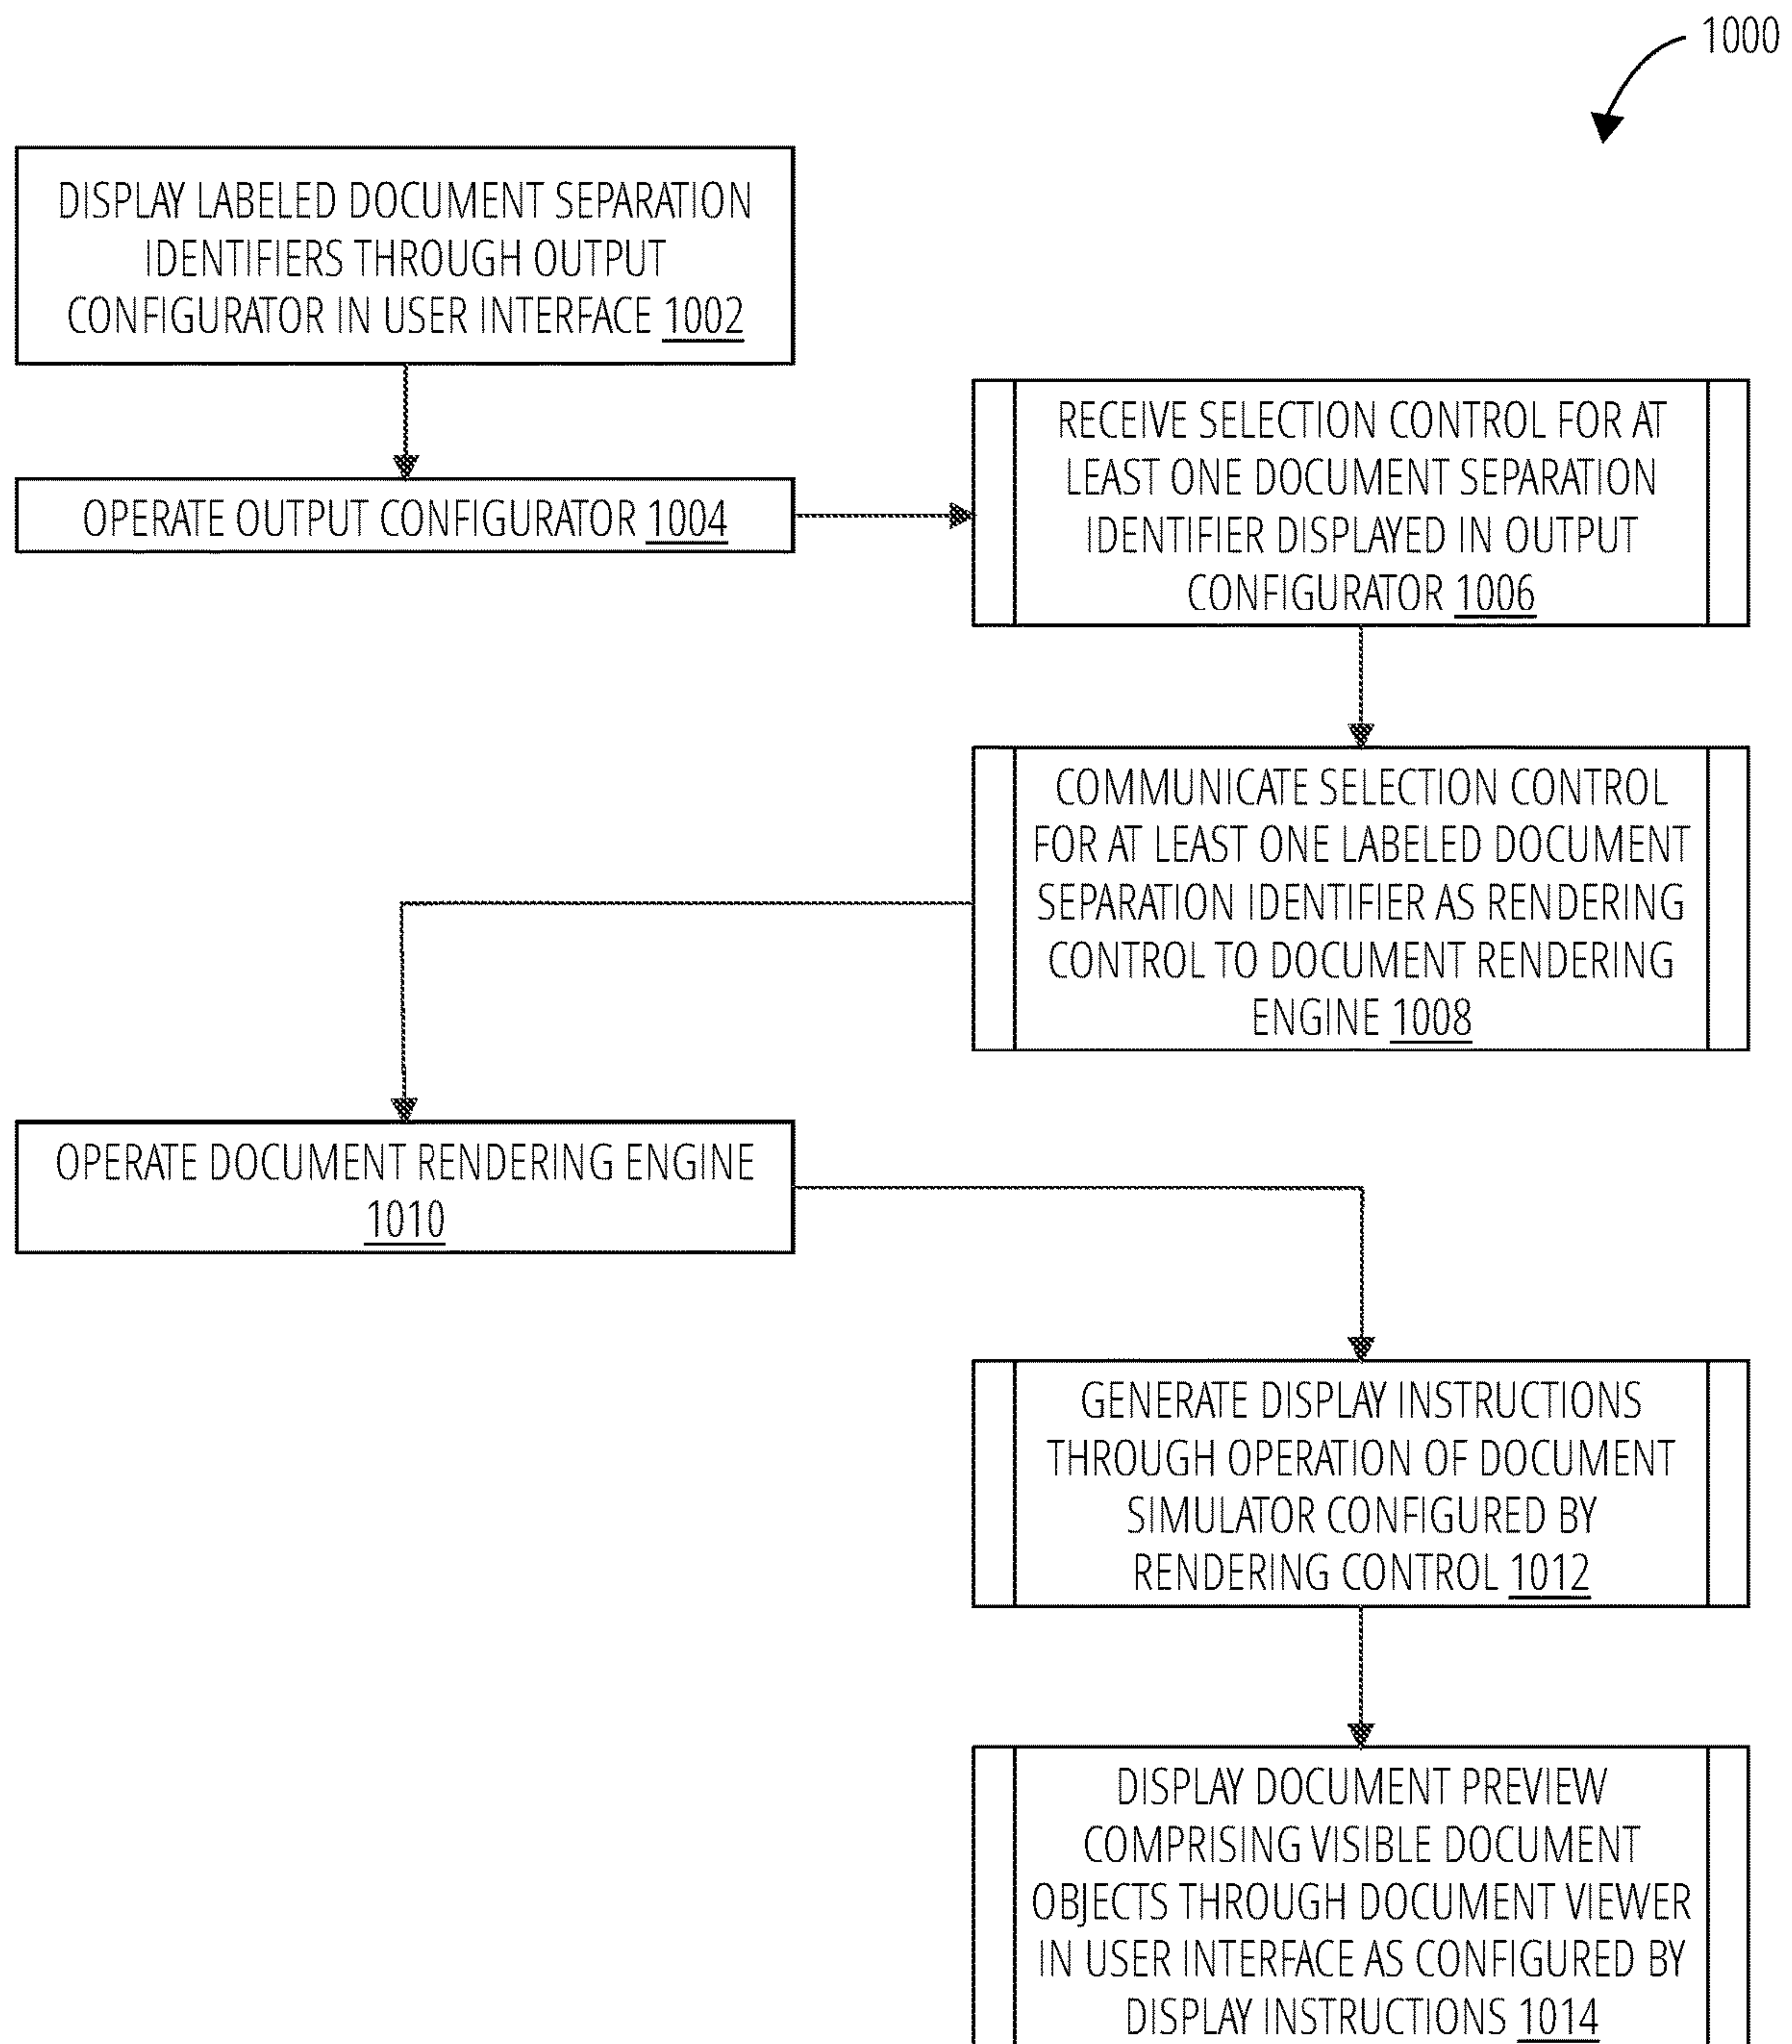 1000
DISPLAY LABELED DOCUMENT SEPARATION
IDENTIFIERS THROUGH OUTPUT
CONFIGURATOR IN USER INTERFACE 1002
OPERATE OUTPUT CONFIGURATOR 1004
RECEIVE SELECTION CONTROL FOR AT
LEAST ONE DOCUMENT SEPARATION
IDENTIFIER DISPLAYED IN OUTPUT
CONFIGURATOR 1006
COMMUNICATE SELECTION CONTROL
FOR AT LEAST ONE LABELED DOCUMENT
SEPARATION IDENTIFIER AS RENDERING
CONTROL TO DOCUMENT RENDERING
ENGINE 1008
OPERATE DOCUMENT RENDERING ENGINE
1010
GENERATE DISPLAY INSTRUCTIONS
THROUGH OPERATION OF DOCUMENT
SIMULATOR CONFIGURED BY
RENDERING CONTROL 1012
DISPLAY DOCUMENT PREVIEW
COMPRISING VISIBLE DOCUMENT
OBJECTS THROUGH DOCUMENT VIEWER
IN USER INTERFACE AS CONFIGURED BY
DISPLAY INSTRUCTIONS 1014